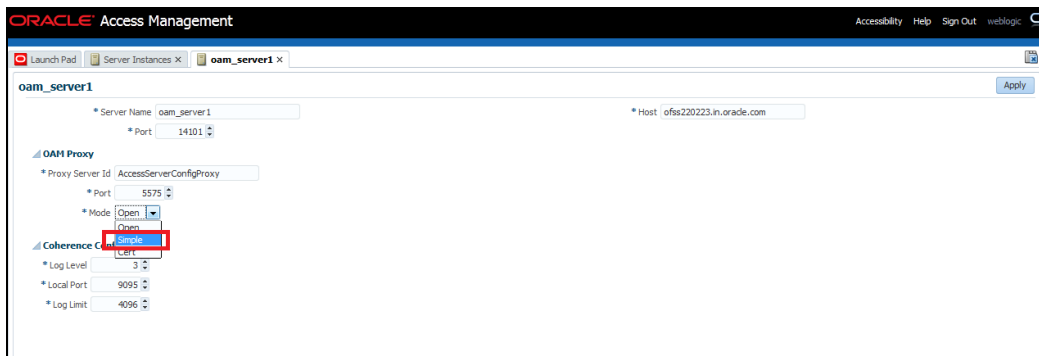 ORACLE Access Management Accessibility Help Sign Out weblogic
Launch Pad Server Instances × oam_server1 ×
oam_server1 Apply
* Server Name oam_server1 * Host ofss220223.in.oracle.com
* Port 14101
OAM Proxy
* Proxy Server Id AccessServerConfigProxy
* Port 5575
* Mode Open
Open
Simple
Cert
Coherence Conf
* Log Level 3
* Local Port 9095
* Log Limit 4096